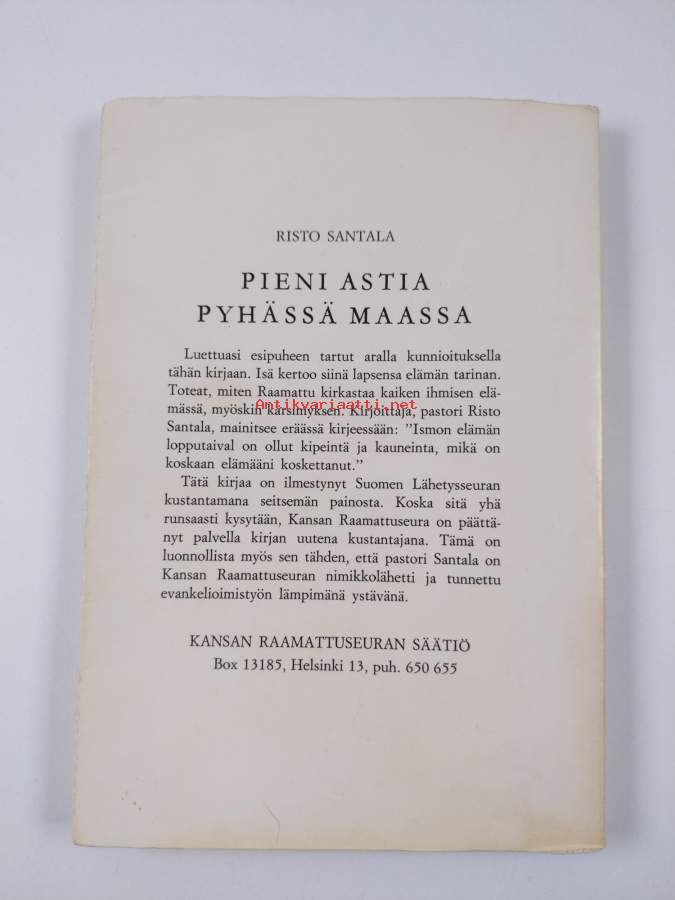 RISTO SANTALA
PIENI ASTIA
PYHÄSSÄ MAASSA
Luettuasi esipuheen tartut aralla kunnioituksella
tähän kirjaan. Isä kertoo siinä lapsensa elämän tarinan.
Toteat, miten Raamattu kirkastaa kaiken ihmisen elä-
mässä, myöskin kärsimyksen. Kirjoittaja, pastori Risto
Antikvariaatti.net
Santala, mainitsee eräässä kirjeessään: "Ismon elämän
lopputaival on ollut kipeintä ja kauneinta, mikä on
koskaan elämääni koskettanut."
Tätä kirjaa on ilmestynyt Suomen Lähetysseuran
kustantamana seitsemän painosta. Koska sitä yhä
runsaasti kysytään, Kansan Raamattuseura on päättä-
nyt palvella kirjan uutena kustantajana. Tämä on
luonnollista myös sen tähden, että pastori Santala on
Kansan Raamattuseuran nimikkolähetti ja tunnettu
evankelioimistyön lämpimänä ystävänä.
KANSAN RAAMATTUSEURAN SÄÄTIÖ
Box 13185, Helsinki 13, puh. 650 655